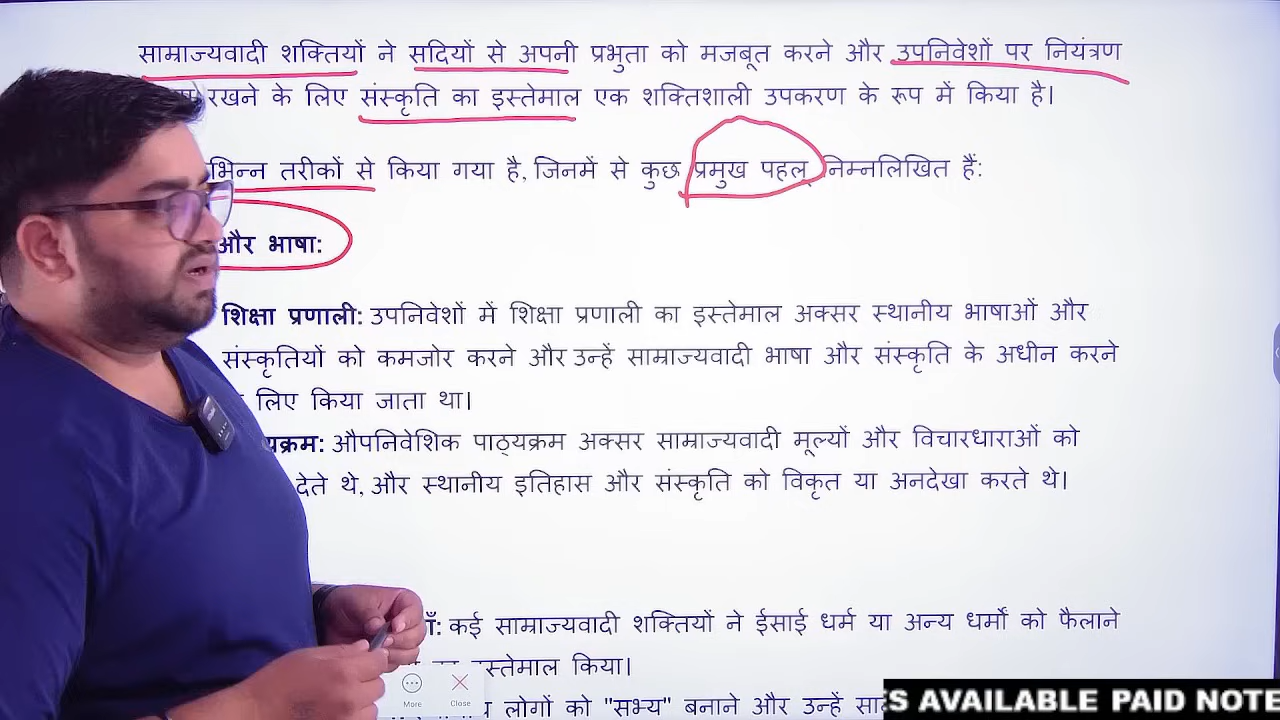 साम्राज्यवादी शक्तियों ने सदियों से अपनी प्रभुता को मजबूत करने और उपनिवेशों पर नियंत्रण
रखने के लिए संस्कृति का इस्तेमाल एक शक्तिशाली उपकरण के रूप में किया है।
तरीकों से किया गया है, जिनमें से कुछ प्रमुख पहल निम्नलिखित हैं:
और भाषा:
शिक्षा प्रणाली: उपनिवेशों में शिक्षा प्रणाली का इस्तेमाल अक्सर स्थानीय भाषाओं और
संस्कृतियों को कमजोर करने और उन्हें साम्राज्यवादी भाषा और संस्कृति के अधीन करने
लिए किया जाता था।
औपनिवेशिक पाठ्यक्रम अक्सर साम्राज्यवादी मूल्यों और विचारधाराओं को
देते थे, और स्थानीय इतिहास और संस्कृति को विकृत या अनदेखा करते थे।
कई साम्राज्यवादी शक्तियों ने ईसाई धर्म या अन्य धर्मों को फैलाने
किया।
लोगों को "सभ्य" बनाने और उन्हें
More Close
AVAILABLE PAID NOTE